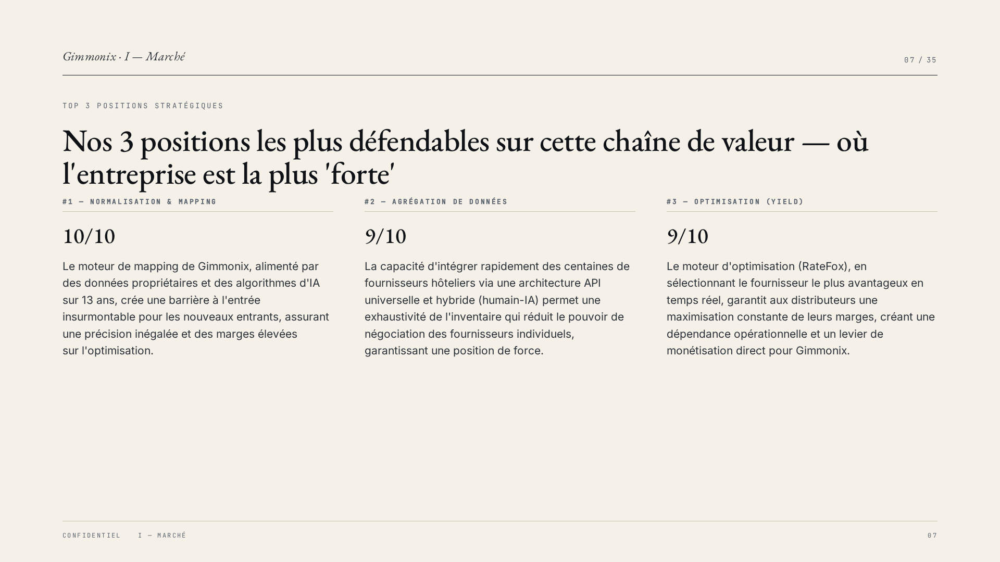 Gimmonix · I — Marché
07 / 35
TOP 3 POSITIONS STRATÉGIQUES
Nos 3 positions les plus défendables sur cette chaîne de valeur — où
l'entreprise est la plus 'forte'
#1 — NORMALISATION & MAPPING
10/10
Le moteur de mapping de Gimmonix, alimenté par
des données propriétaires et des algorithmes d'IA
sur 13 ans, crée une barrière à l'entrée
insurmontable pour les nouveaux entrants, assurant
une précision inégalée et des marges élevées
sur l'optimisation.
#2 — AGRÉGATION DE DONNÉES
9/10
La capacité d'intégrer rapidement des centaines de
fournisseurs hôteliers via une architecture API
universelle et hybride (humain-IA) permet une
exhaustivité de l'inventaire qui réduit le pouvoir de
négociation des fournisseurs individuels,
garantissant une position de force.
#3 — OPTIMISATION (YIELD)
9/10
Le moteur d'optimisation (RateFox), en
sélectionnant le fournisseur le plus avantageux en
temps réel, garantit aux distributeurs une
maximisation constante de leurs marges, créant une
dépendance opérationnelle et un levier de
monétisation direct pour Gimmonix.
CONFIDENTIEL I — MARCHÉ
07